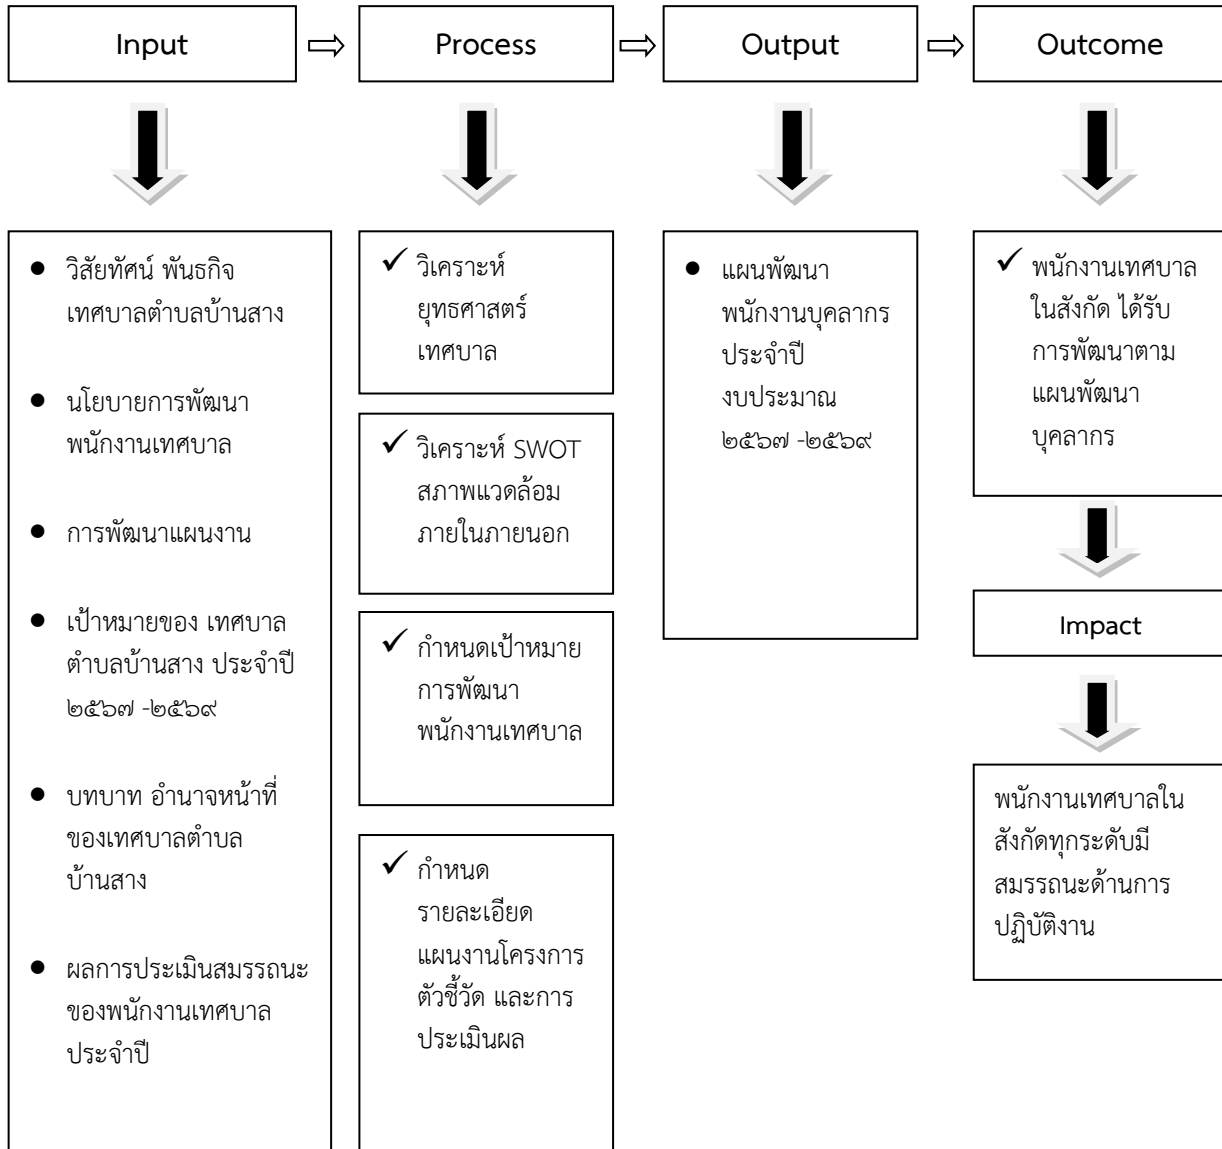 Input
Process
Output
Outcome
วิสัยทัศน์ พันธกิจ
เทศบาลตำบลบ้านสาง
นโยบายการพัฒนา
พนักงานเทศบาล
การพัฒนาแผนงาน
เป้าหมายของ เทศบาล
ตำบลบ้านสาง ประจำปี
๒๕๖๗ -๒๕๖๙
บทบาท อำนาจหน้าที่
ของเทศบาลตำบล
บ้านสาง
ผลการประเมินสมรรถนะ
ของพนักงานเทศบาล
ประจำปี
✓ วิเคราะห์
ยุทธศาสตร์
เทศบาล
✓ วิเคราะห์ SWOT
สภาพแวดล้อม
ภายในภายนอก
✓ กำหนดเป้าหมาย
การพัฒนา
พนักงานเทศบาล
✓ กำหนด
รายละเอียด
แผนงานโครงการ
ตัวชี้วัด และการ
ประเมินผล
แผนพัฒนา
พนักงานบุคลากร
ประจำปี
งบประมาณ
๒๕๖๗ -๒๕๖๙
✓ พนักงานเทศบาล
ในสังกัด ได้รับ
การพัฒนาตาม
แผนพัฒนา
บุคลากร
Impact
พนักงานเทศบาลใน
สังกัดทุกระดับมี
สมรรถนะด้านการ
ปฏิบัติงาน